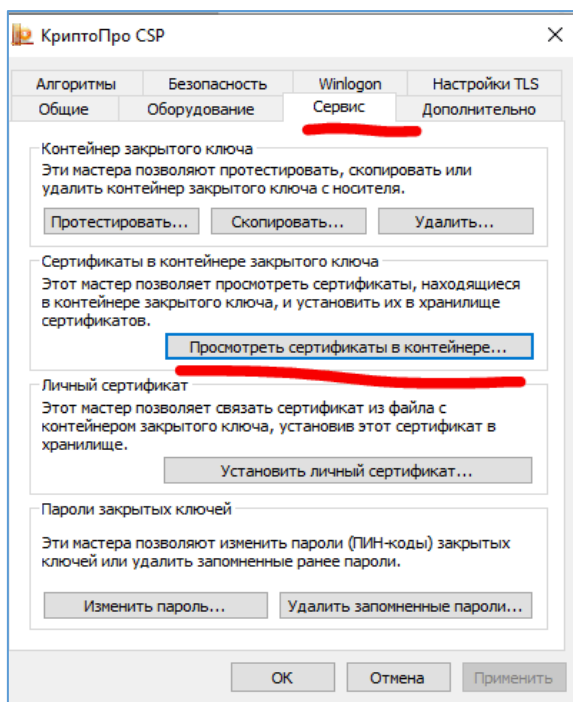 КриптоПро CSP
Алгоритмы Безопасность Winlogon Настройки TLS
Общие Оборудование Сервис Дополнительно
Контейнер закрытого ключа
Эти мастера позволяют протестировать, скопировать или
удалить контейнер закрытого ключа с носителя.
Протестировать... Скопировать... Удалить...
Сертификаты в контейнере закрытого ключа
Этот мастер позволяет просмотреть сертификаты, находящиеся
в контейнере закрытого ключа, и установить их в хранилище
сертификатов.
Просмотреть сертификаты в контейнере...
Личный сертификат
Этот мастер позволяет связать сертификат из файла с
контейнером закрытого ключа, установив этот сертификат в
хранилище.
Установить личный сертификат...
Пароли закрытых ключей
Эти мастера позволяют изменить пароли (ПИН-коды) закрытых
ключей или удалить запомненные ранее пароли.
Изменить пароль... Удалить запомненные пароли...
ОК Отмена Применить